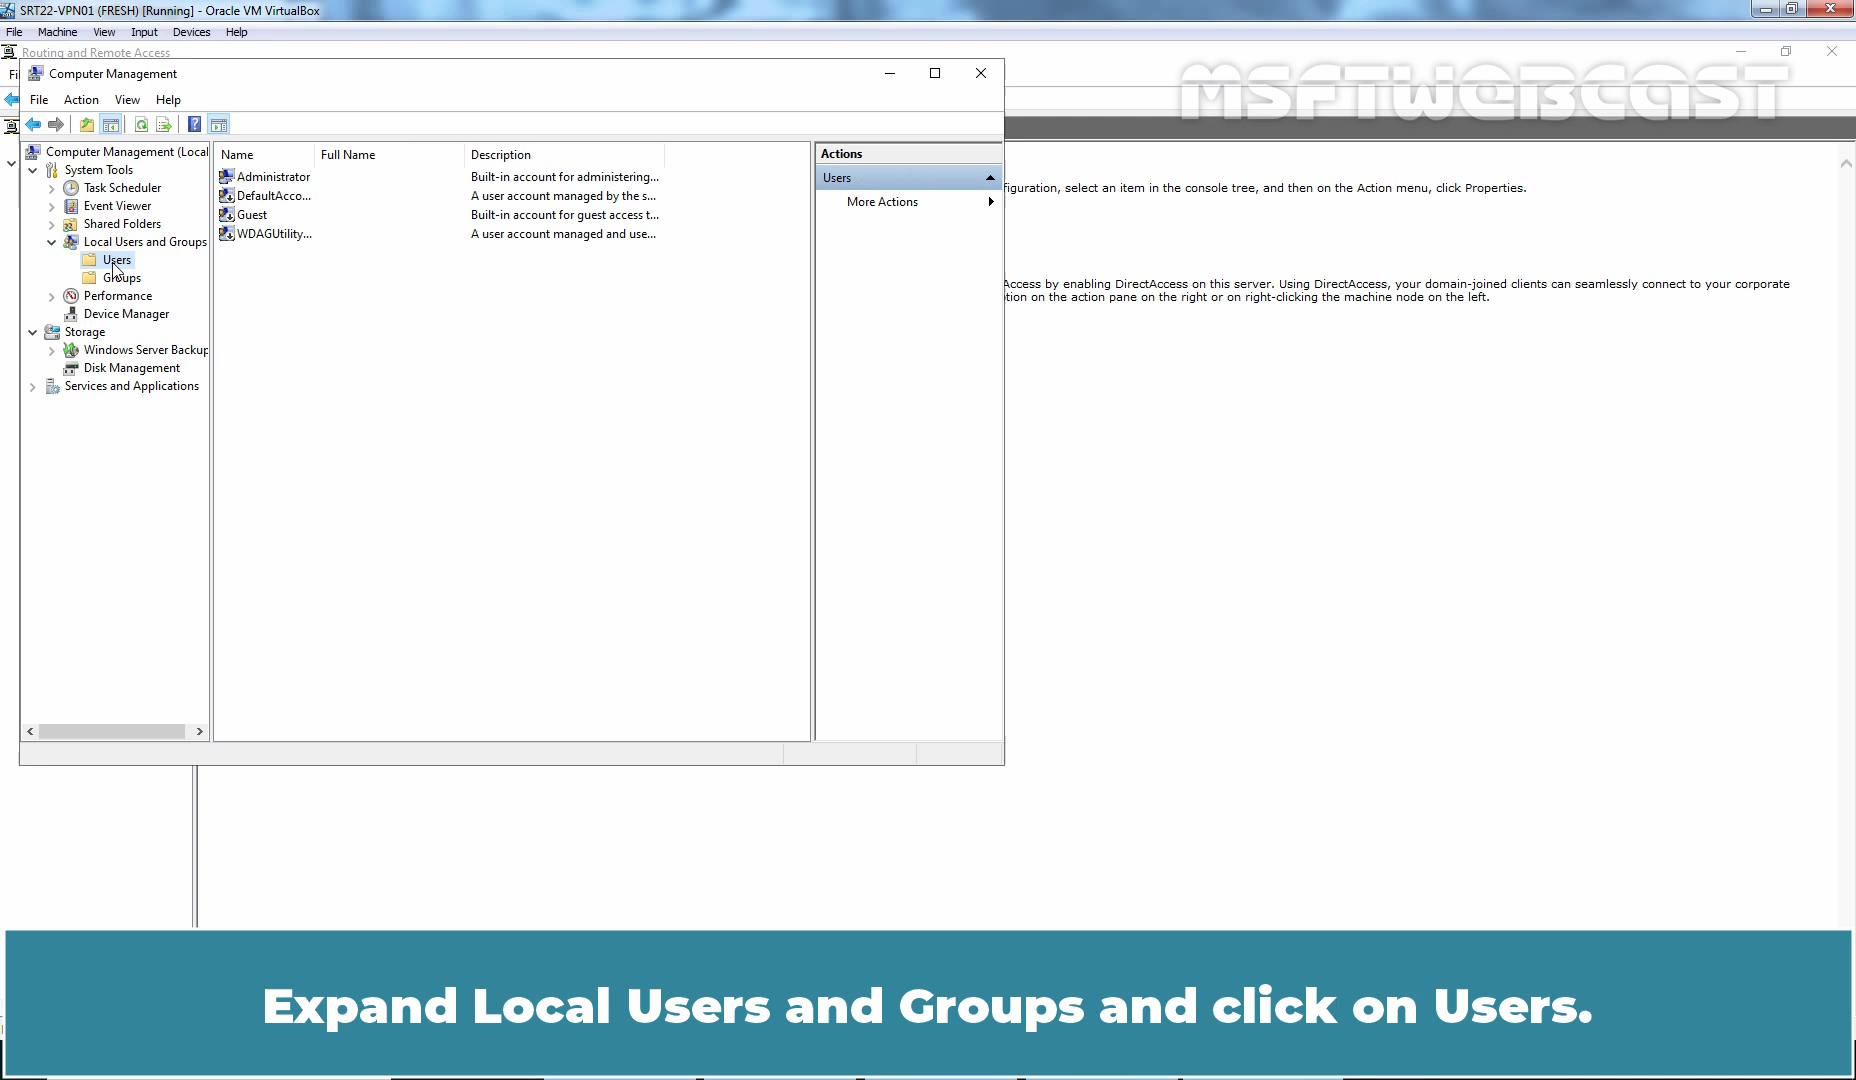 SRT22-VPN01 (FRESH) [Running] - Oracle VM VirtualBox
File Machine View Input Devices Help
Routing and Remote Access
Fi
Computer Management
MSFTWEBCAST
File Action View Help
Computer Management (Local
System Tools
Task Scheduler
Event Viewer
Shared Folders
Local Users and Groups
Users
Groups
Performance
Device Manager
Storage
Windows Server Backup
Disk Management
Services and Applications
Name Full Name Description
Administrator Built-in account for administering...
DefaultAcco... A user account managed by the s...
Guest Built-in account for guest access t...
WDAGUtility... A user account managed and use...
Actions
Users
More Actions
figuration, select an item in the console tree, and then on the Action menu, click Properties.
Access by enabling DirectAccess on this server. Using DirectAccess, your domain-joined clients can seamlessly connect to your corporate
tion on the action pane on the right or on right-clicking the machine node on the left.
Expand Local Users and Groups and click on Users.